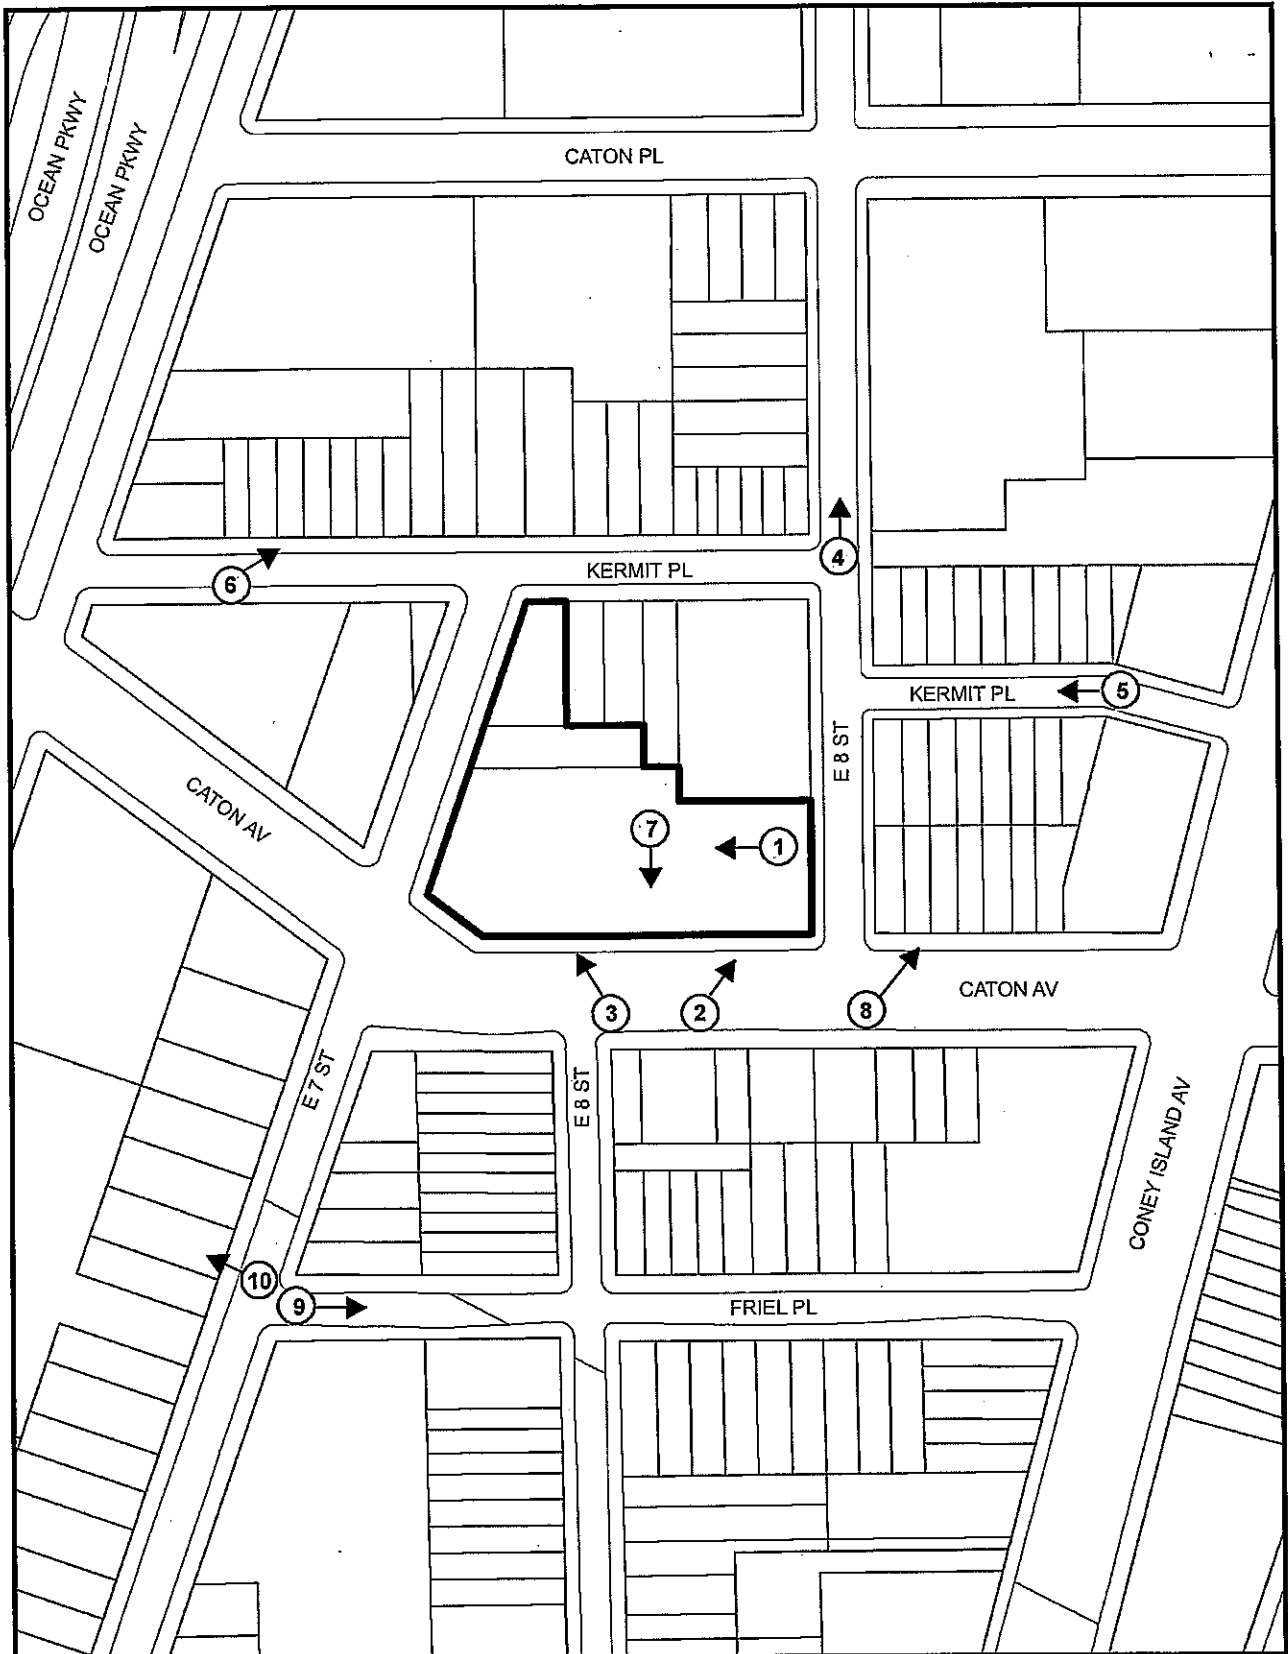 OCEAN PKWY
OCEAN PKWY
CATON PL
4
6
KERMIT PL
5
KERMIT PL
E 8 ST
CATON AV
7
1
3
2
8
CATON AV
E 7 ST
E 8 ST
CONEY ISLAND AV
10
9
FRIEL PL